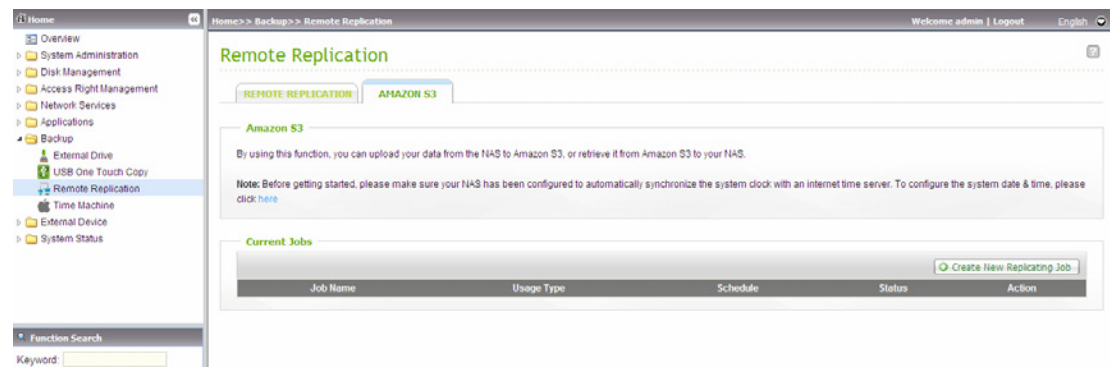 Home
Home>> Backup>> Remote Replication
Welcome admin | Logout
English
Overview
System Administration
Disk Management
Access Right Management
Network Services
Applications
Backup
External Drive
USB One Touch Copy
Remote Replication
Time Machine
External Device
System Status
Function Search
Keyword:
Remote Replication
REMOTE REPLICATION
AMAZON S3
Amazon S3
By using this function, you can upload your data from the NAS to Amazon S3, or retrieve it from Amazon S3 to your NAS.
Note: Before getting started, please make sure your NAS has been configured to automatically synchronize the system clock with an internet time server. To configure the system date & time, please
click here
Current Jobs
Create New Replicating Job
Job Name Usage Type Schedule Status Action